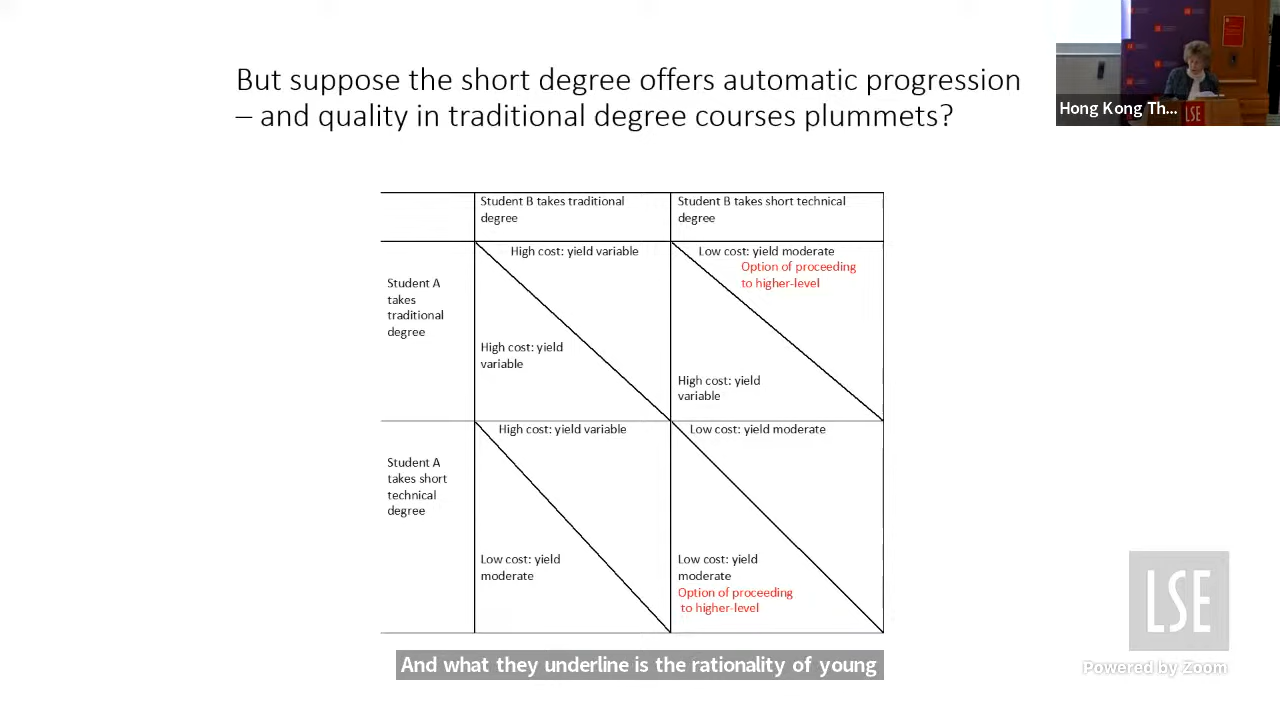 But suppose the short degree offers automatic progression
– and quality in traditional degree courses plummets?
Hong Kong Th...
LSE
Student B takes traditional
degree
Student B takes short technical
degree
Student A
takes
traditional
degree
High cost: yield variable
High cost: yield
variable
Low cost: yield moderate
Option of proceeding
to higher-level
High cost: yield
variable
Student A
takes short
technical
degree
High cost: yield variable
Low cost: yield
moderate
Low cost: yield moderate
Low cost: yield
moderate
Option of proceeding
to higher-level
LSE
Powered by Zoom
And what they underline is the rationality of young